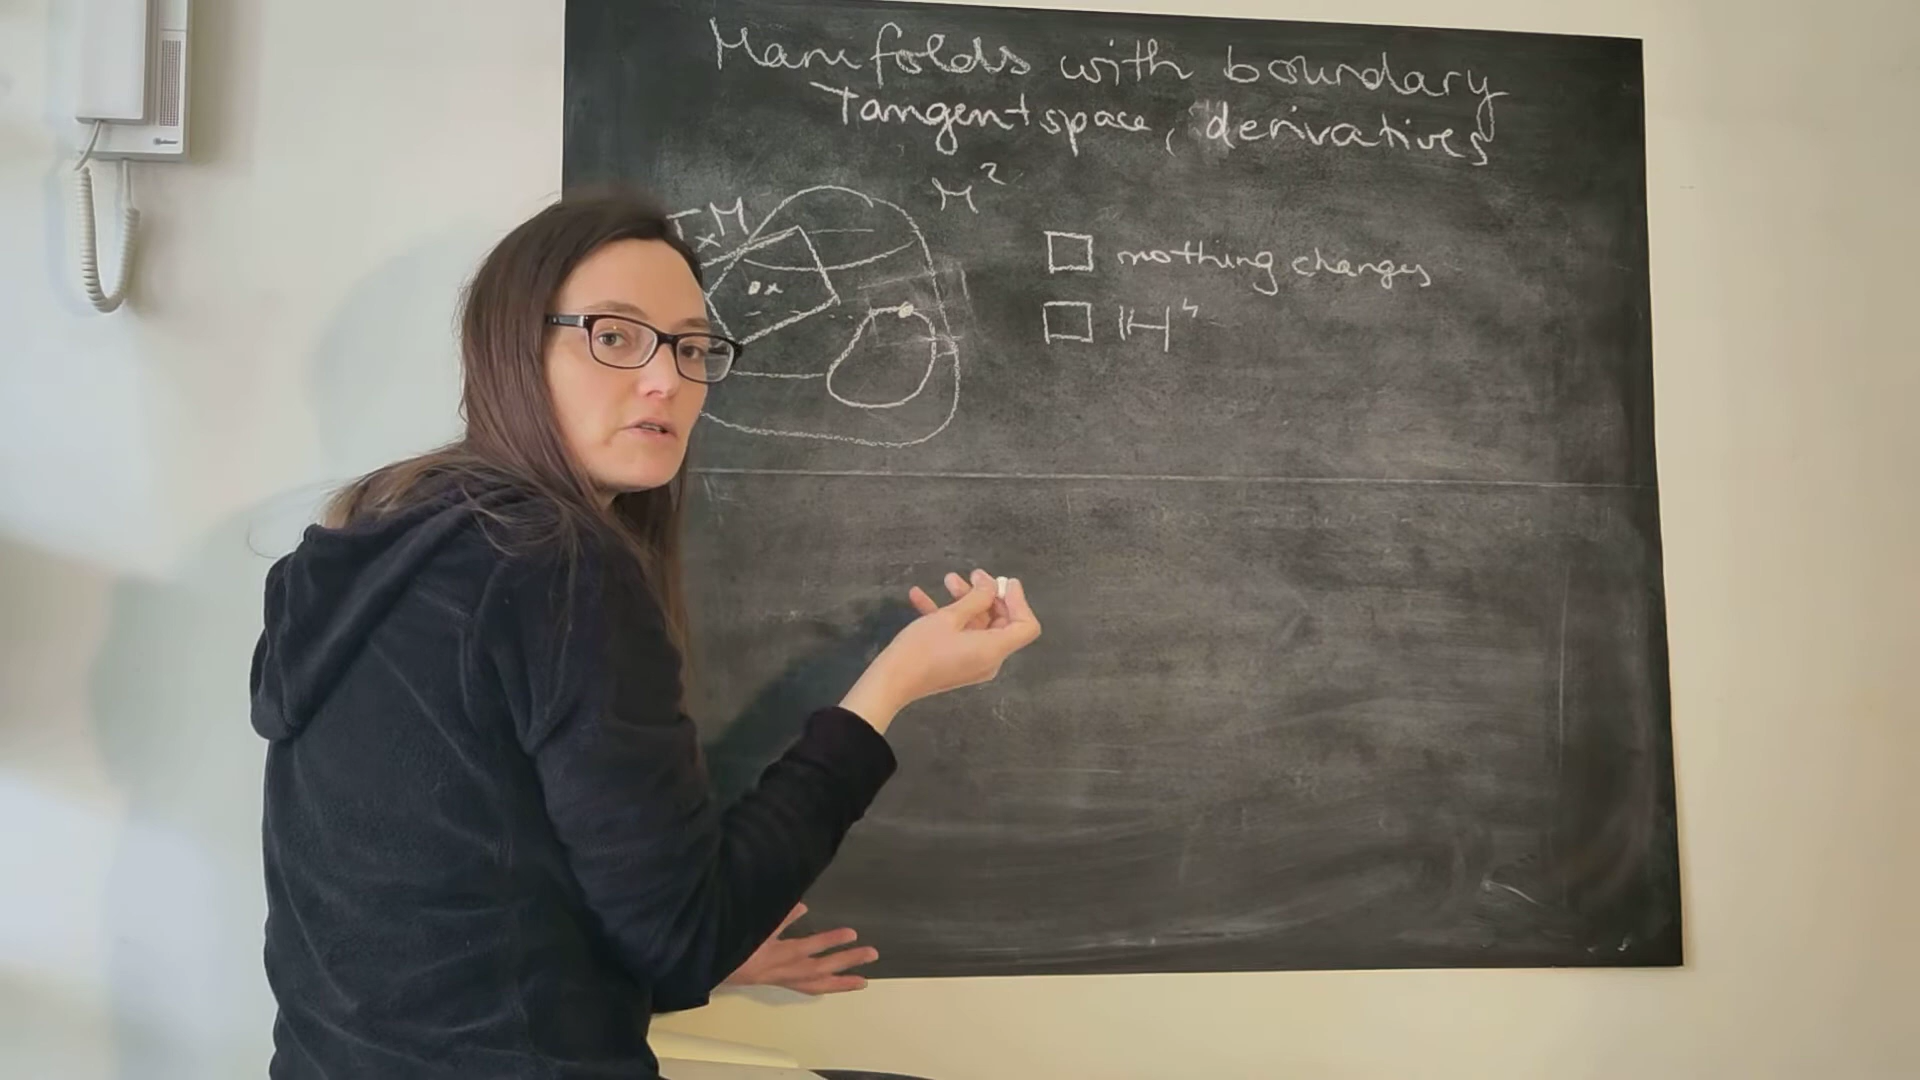 Manifolds with boundary
Tangent space, derivatives
M²
TₓM
x
nothing changes
ℍ⁴